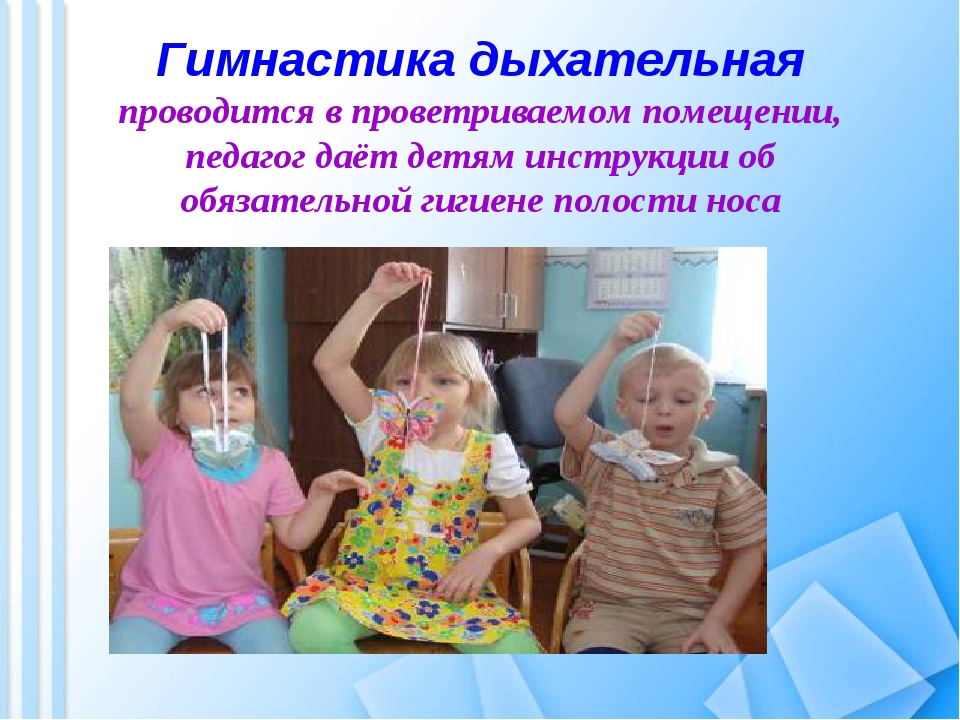 Гимнастика дыхательная
проводится в проветриваемом помещении,
педагог даёт детям инструкции об
обязательной гигиене полости носа